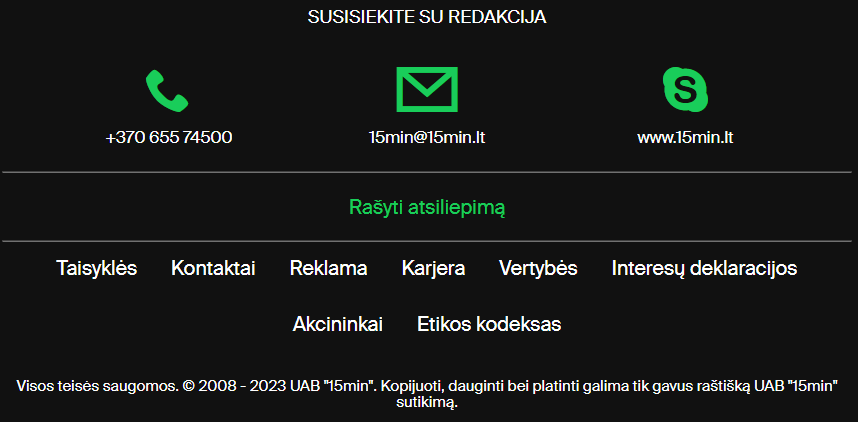 SUSISIEKITE SU REDAKCIJA
+370 655 74500
15min@15min.lt
www.15min.lt
Rašyti atsiliepimą
Taisyklės Kontaktai Reklama Karjera Vertybės Interesų deklaracijos
Akcininkai Etikos kodeksas
Visos teisės saugomos. © 2008 - 2023 UAB "15min". Kopijuoti, dauginti bei platinti galima tik gavus raštišką UAB "15min"
sutikimą.